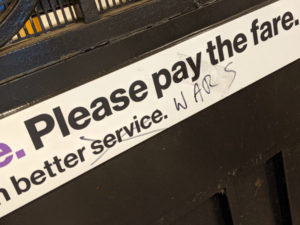 e. Please pay the fare.
n better service. WARS